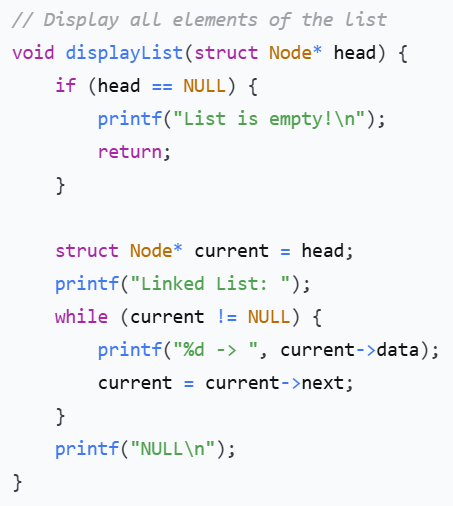 // Display all elements of the list
void displayList(struct Node* head) {
    if (head == NULL) {
        printf("List is empty!\n");
        return;
    }

    struct Node* current = head;
    printf("Linked List: ");
    while (current != NULL) {
        printf("%d -> ", current->data);
        current = current->next;
    }
    printf("NULL\n");
}